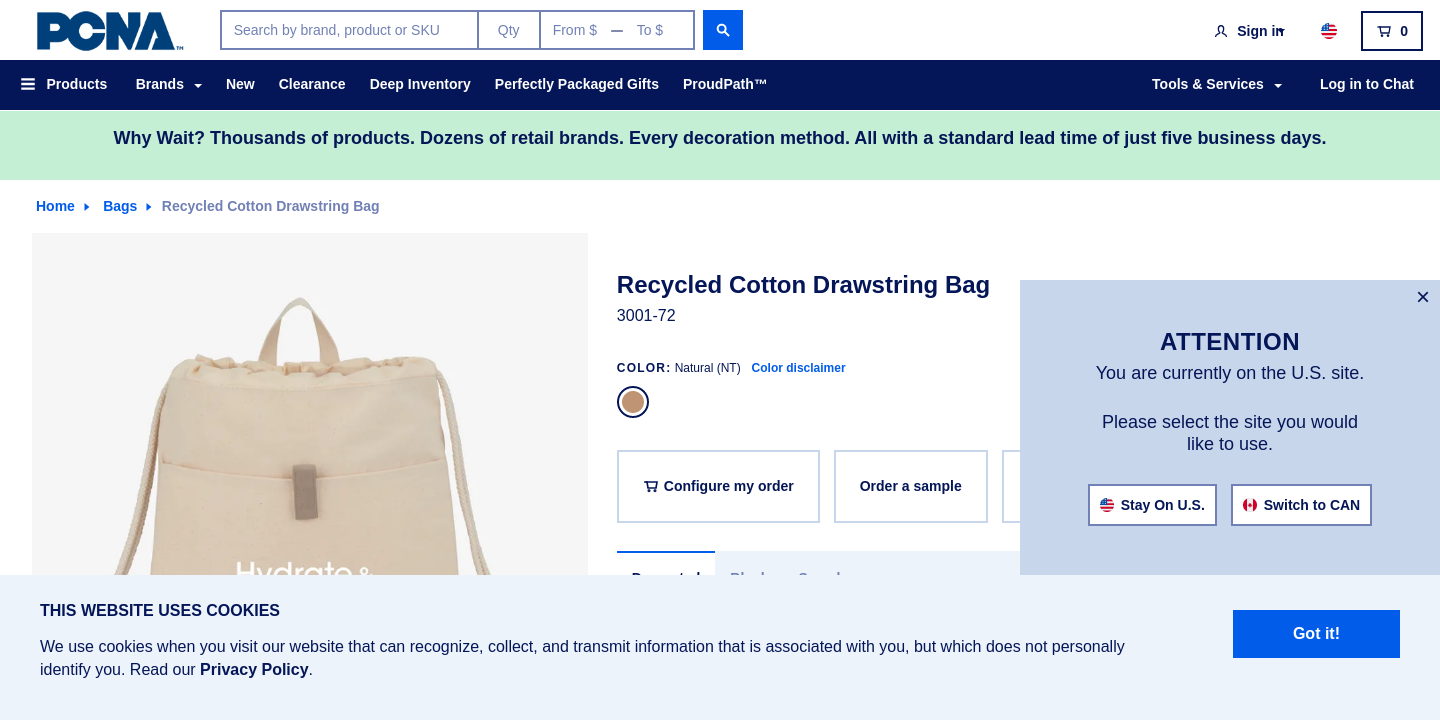 PCNA™
Search by brand, product or SKU
Qty
From $ — To $
Sign in
0
Products
Brands
New
Clearance
Deep Inventory
Perfectly Packaged Gifts
ProudPath™
Tools & Services
Log in to Chat
Why Wait? Thousands of products. Dozens of retail brands. Every decoration method. All with a standard lead time of just five business days.
Home
Bags
Recycled Cotton Drawstring Bag
Hydrate &
Recycled Cotton Drawstring Bag
3001-72
COLOR: Natural (NT) Color disclaimer
Configure my order
Order a sample
ATTENTION
You are currently on the U.S. site.
Please select the site you would
like to use.
Stay On U.S.
Switch to CAN
THIS WEBSITE USES COOKIES
We use cookies when you visit our website that can recognize, collect, and transmit information that is associated with you, but which does not personally
identify you. Read our Privacy Policy.
Got it!